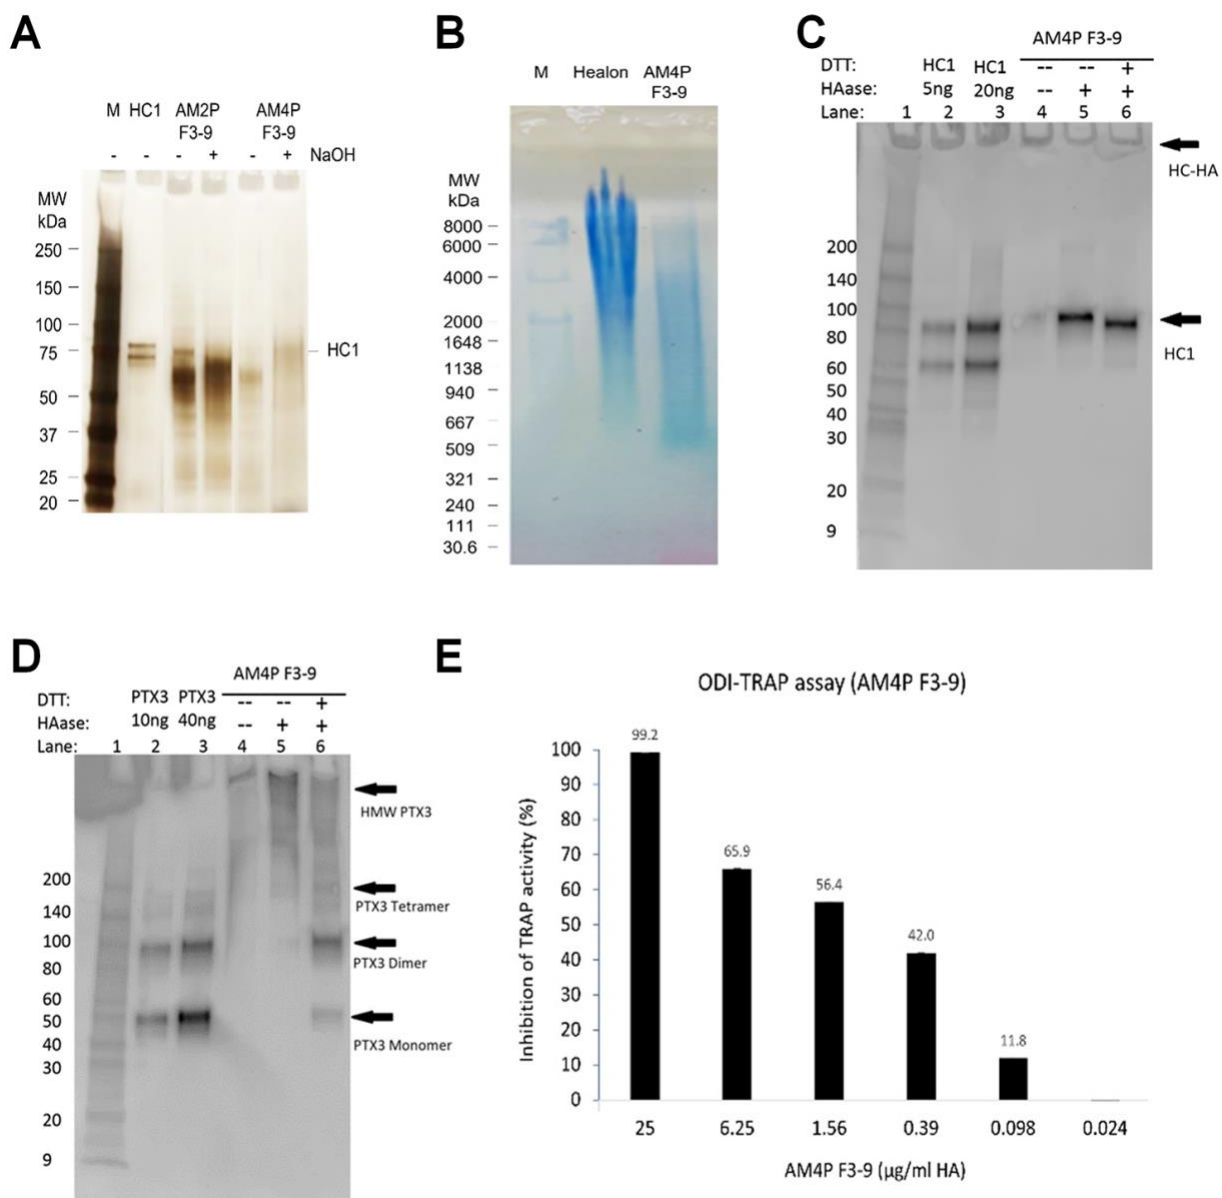 A
M HC1 AM2P AM4P
F3-9 F3-9
- - - + - + NaOH
MW
kDa
250
150
100
75
50
37
25
20
HC1
B
M Healon AM4P
F3-9
MW
kDa
8000
6000
4000
2000
1648
1138
940
667
509
321
240
111
30.6
C
AM4P F3-9
DTT: HC1 HC1 -- -- +
HAase: 5ng 20ng -- + +
Lane: 1 2 3 4 5 6
HC-HA
200
140
100
80
60
50
40
30
20
9
HC1
D
AM4P F3-9
DTT: PTX3 PTX3 -- -- +
HAase: 10ng 40ng -- + +
Lane: 1 2 3 4 5 6
HMW PTX3
200
140
100
80
60
50
40
30
20
9
PTX3 Tetramer
PTX3 Dimer
PTX3 Monomer
E
ODI-TRAP assay (AM4P F3-9)
Inhibition of TRAP activity (%)
100
90
80
70
60
50
40
30
20
10
0
99.2
65.9
56.4
42.0
11.8
25 6.25 1.56 0.39 0.098 0.024
AM4P F3-9 (µg/ml HA)